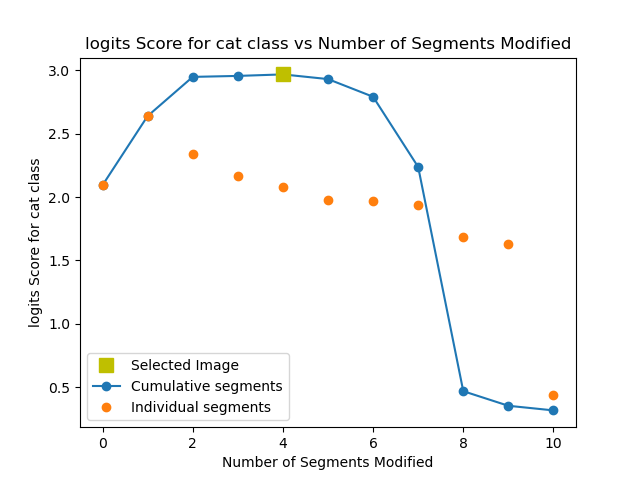 logits Score for cat class vs Number of Segments Modified
3.0
2.5
2.0
1.5
1.0
0.5
logits Score for cat class
Selected Image
Cumulative segments
Individual segments
0
2
4
6
8
10
Number of Segments Modified